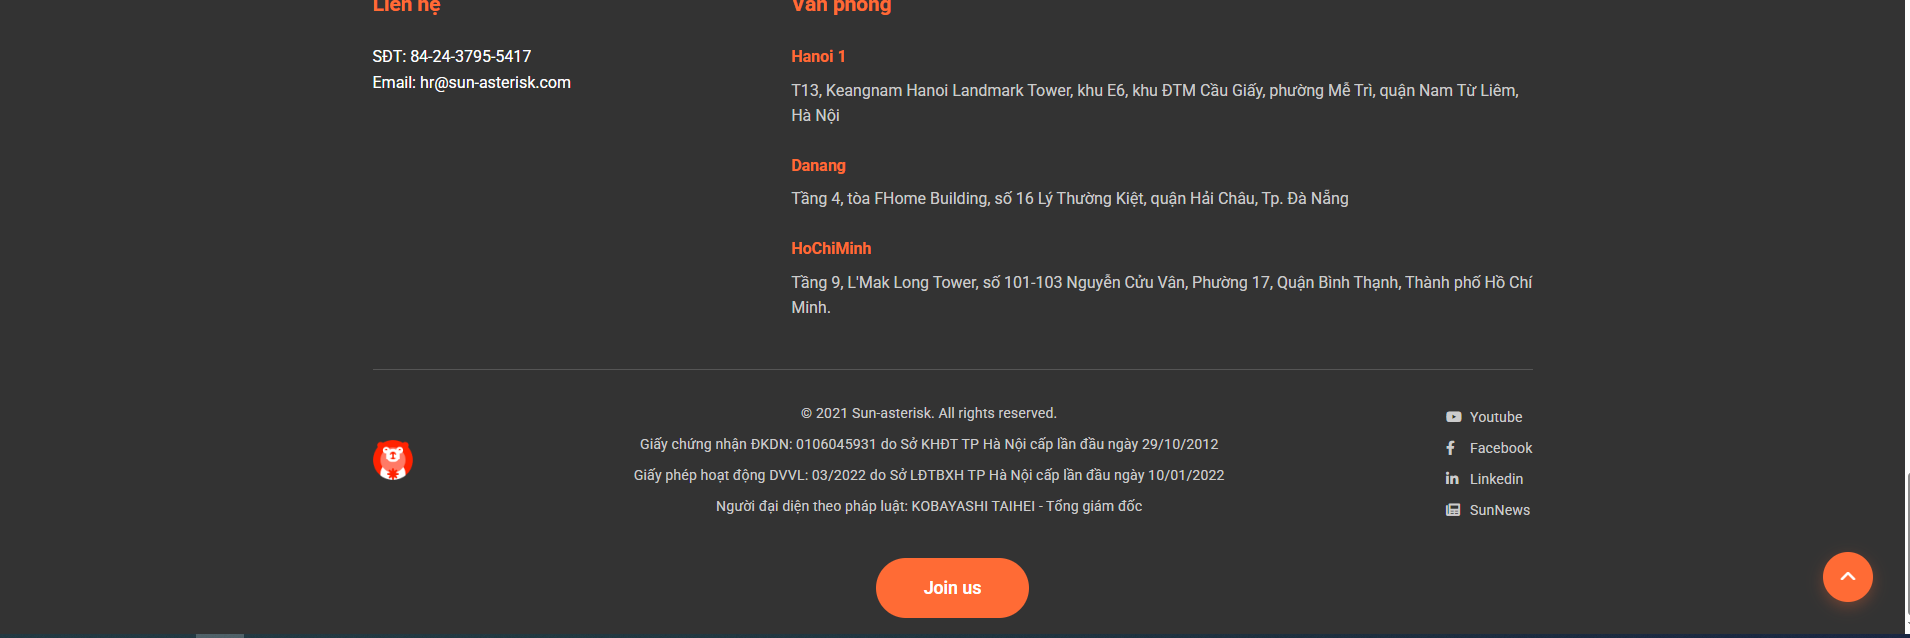 Liên hệ
SĐT: 84-24-3795-5417
Email: hr@sun-asterisk.com
Văn phòng
Hanoi 1
T13, Keangnam Hanoi Landmark Tower, khu E6, khu ĐTM Cầu Giấy, phường Mễ Trì, quận Nam Từ Liêm,
Hà Nội
Danang
Tầng 4, tòa FHome Building, số 16 Lý Thường Kiệt, quận Hải Châu, Tp. Đà Nẵng
HoChiMinh
Tầng 9, L'Mak Long Tower, số 101-103 Nguyễn Cửu Vân, Phường 17, Quận Bình Thạnh, Thành phố Hồ Chí
Minh.
© 2021 Sun-asterisk. All rights reserved.
Giấy chứng nhận ĐKDN: 0106045931 do Sở KHĐT TP Hà Nội cấp lần đầu ngày 29/10/2012
Giấy phép hoạt động DVVL: 03/2022 do Sở LĐTBXH TP Hà Nội cấp lần đầu ngày 10/01/2022
Người đại diện theo pháp luật: KOBAYASHI TAIHEI - Tổng giám đốc
Youtube
Facebook
Linkedin
SunNews
Join us